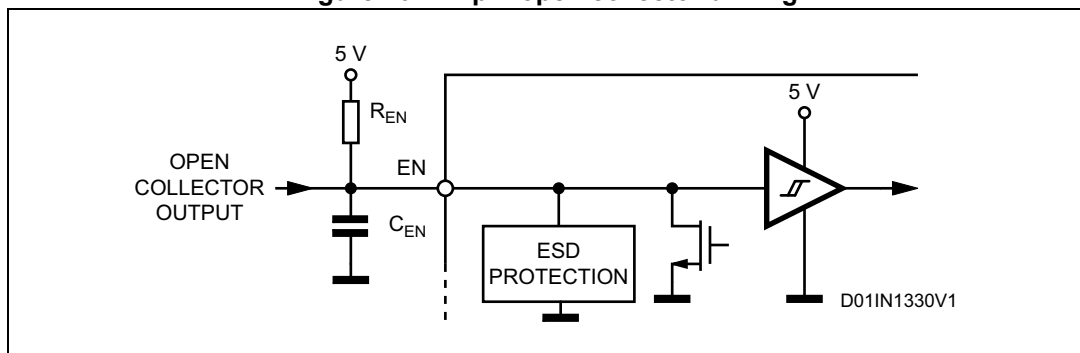 5 V
R_EN
5 V
OPEN
COLLECTOR
OUTPUT
EN
C_EN
ESD
PROTECTION
D01IN1330V1